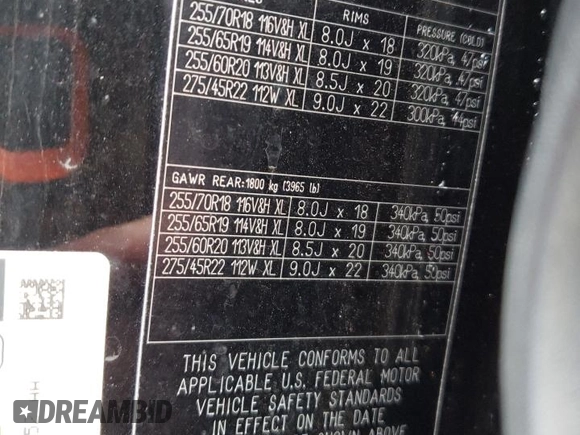 RIMS PRESSURE (COLD)
255/70R18 116V&H XL 8.0J x 18 320kPa, 47psi
255/65R19 114V&H XL 8.0J x 19 320kPa, 47psi
255/60R20 113V&H XL 8.5J x 20 320kPa, 47psi
275/45R22 112W XL 9.0J x 22 300kPa, 44psi
GAWR REAR:1800 kg (3965 lb)
255/70R18 116V&H XL 8.0J x 18 340kPa, 50psi
255/65R19 114V&H XL 8.0J x 19 340kPa, 50psi
255/60R20 113V&H XL 8.5J x 20 340kPa, 50psi
275/45R22 112W XL 9.0J x 22 340kPa, 50psi
THIS VEHICLE CONFORMS TO ALL
APPLICABLE U.S. FEDERAL MOTOR
VEHICLE SAFETY STANDARDS
IN EFFECT ON THE DATE
SHOWN ABOVE
DREAMBID